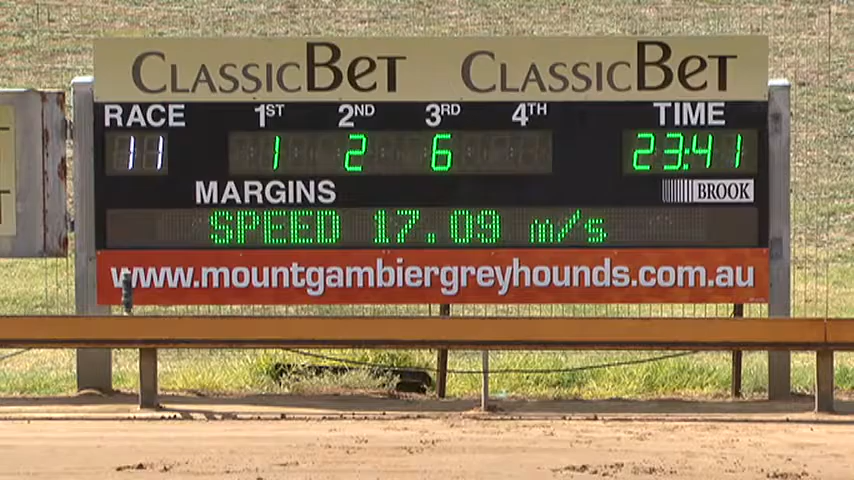 CLASSICBET CLASSICBET
RACE 1ST 2ND 3RD 4TH TIME
11 1 2 6 23:41
MARGINS BROOK
SPEED 17.09 m/s
www.mountgambiergreyhounds.com.au